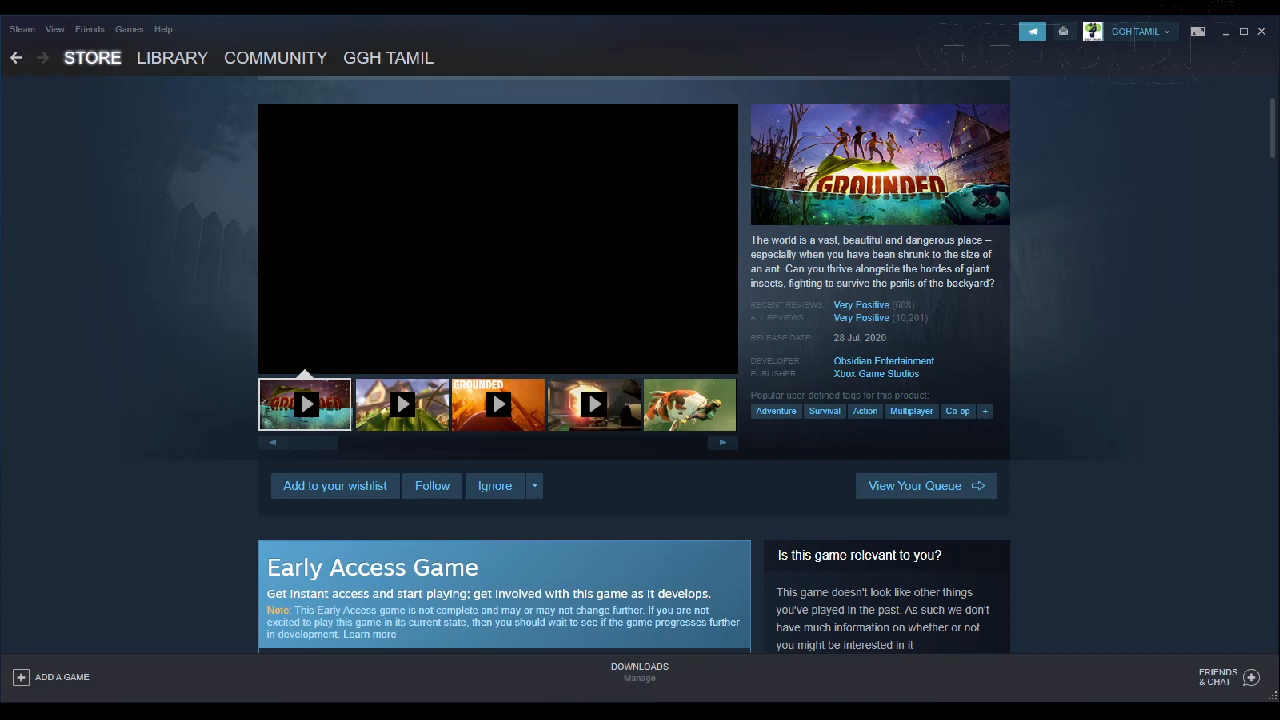 Steam View Friends Games Help
GGH TAMIL
STORE LIBRARY COMMUNITY GGH TAMIL
GROUNDED
The world is a vast, beautiful and dangerous place –
especially when you have been shrunk to the size of
an ant. Can you thrive alongside the hordes of giant
insects, fighting to survive the perils of the backyard?
RECENT REVIEWS: Very Positive (608)
ALL REVIEWS: Very Positive (10,201)
RELEASE DATE: 28 Jul, 2020
DEVELOPER: Obsidian Entertainment
PUBLISHER: Xbox Game Studios
Popular user-defined tags for this product:
Adventure Survival Action Multiplayer Co-op +
GROUNDED
GROUNDED
Add to your wishlist Follow Ignore
View Your Queue
Early Access Game
Get instant access and start playing; get involved with this game as it develops.
Note: This Early Access game is not complete and may or may not change further. If you are not
excited to play this game in its current state, then you should wait to see if the game progresses further
in development. Learn more
Is this game relevant to you?
This game doesn't look like other things
you've played in the past. As such we don't
have much information on whether or not
you might be interested in it
ADD A GAME
DOWNLOADS
Manage
FRIENDS
& CHAT